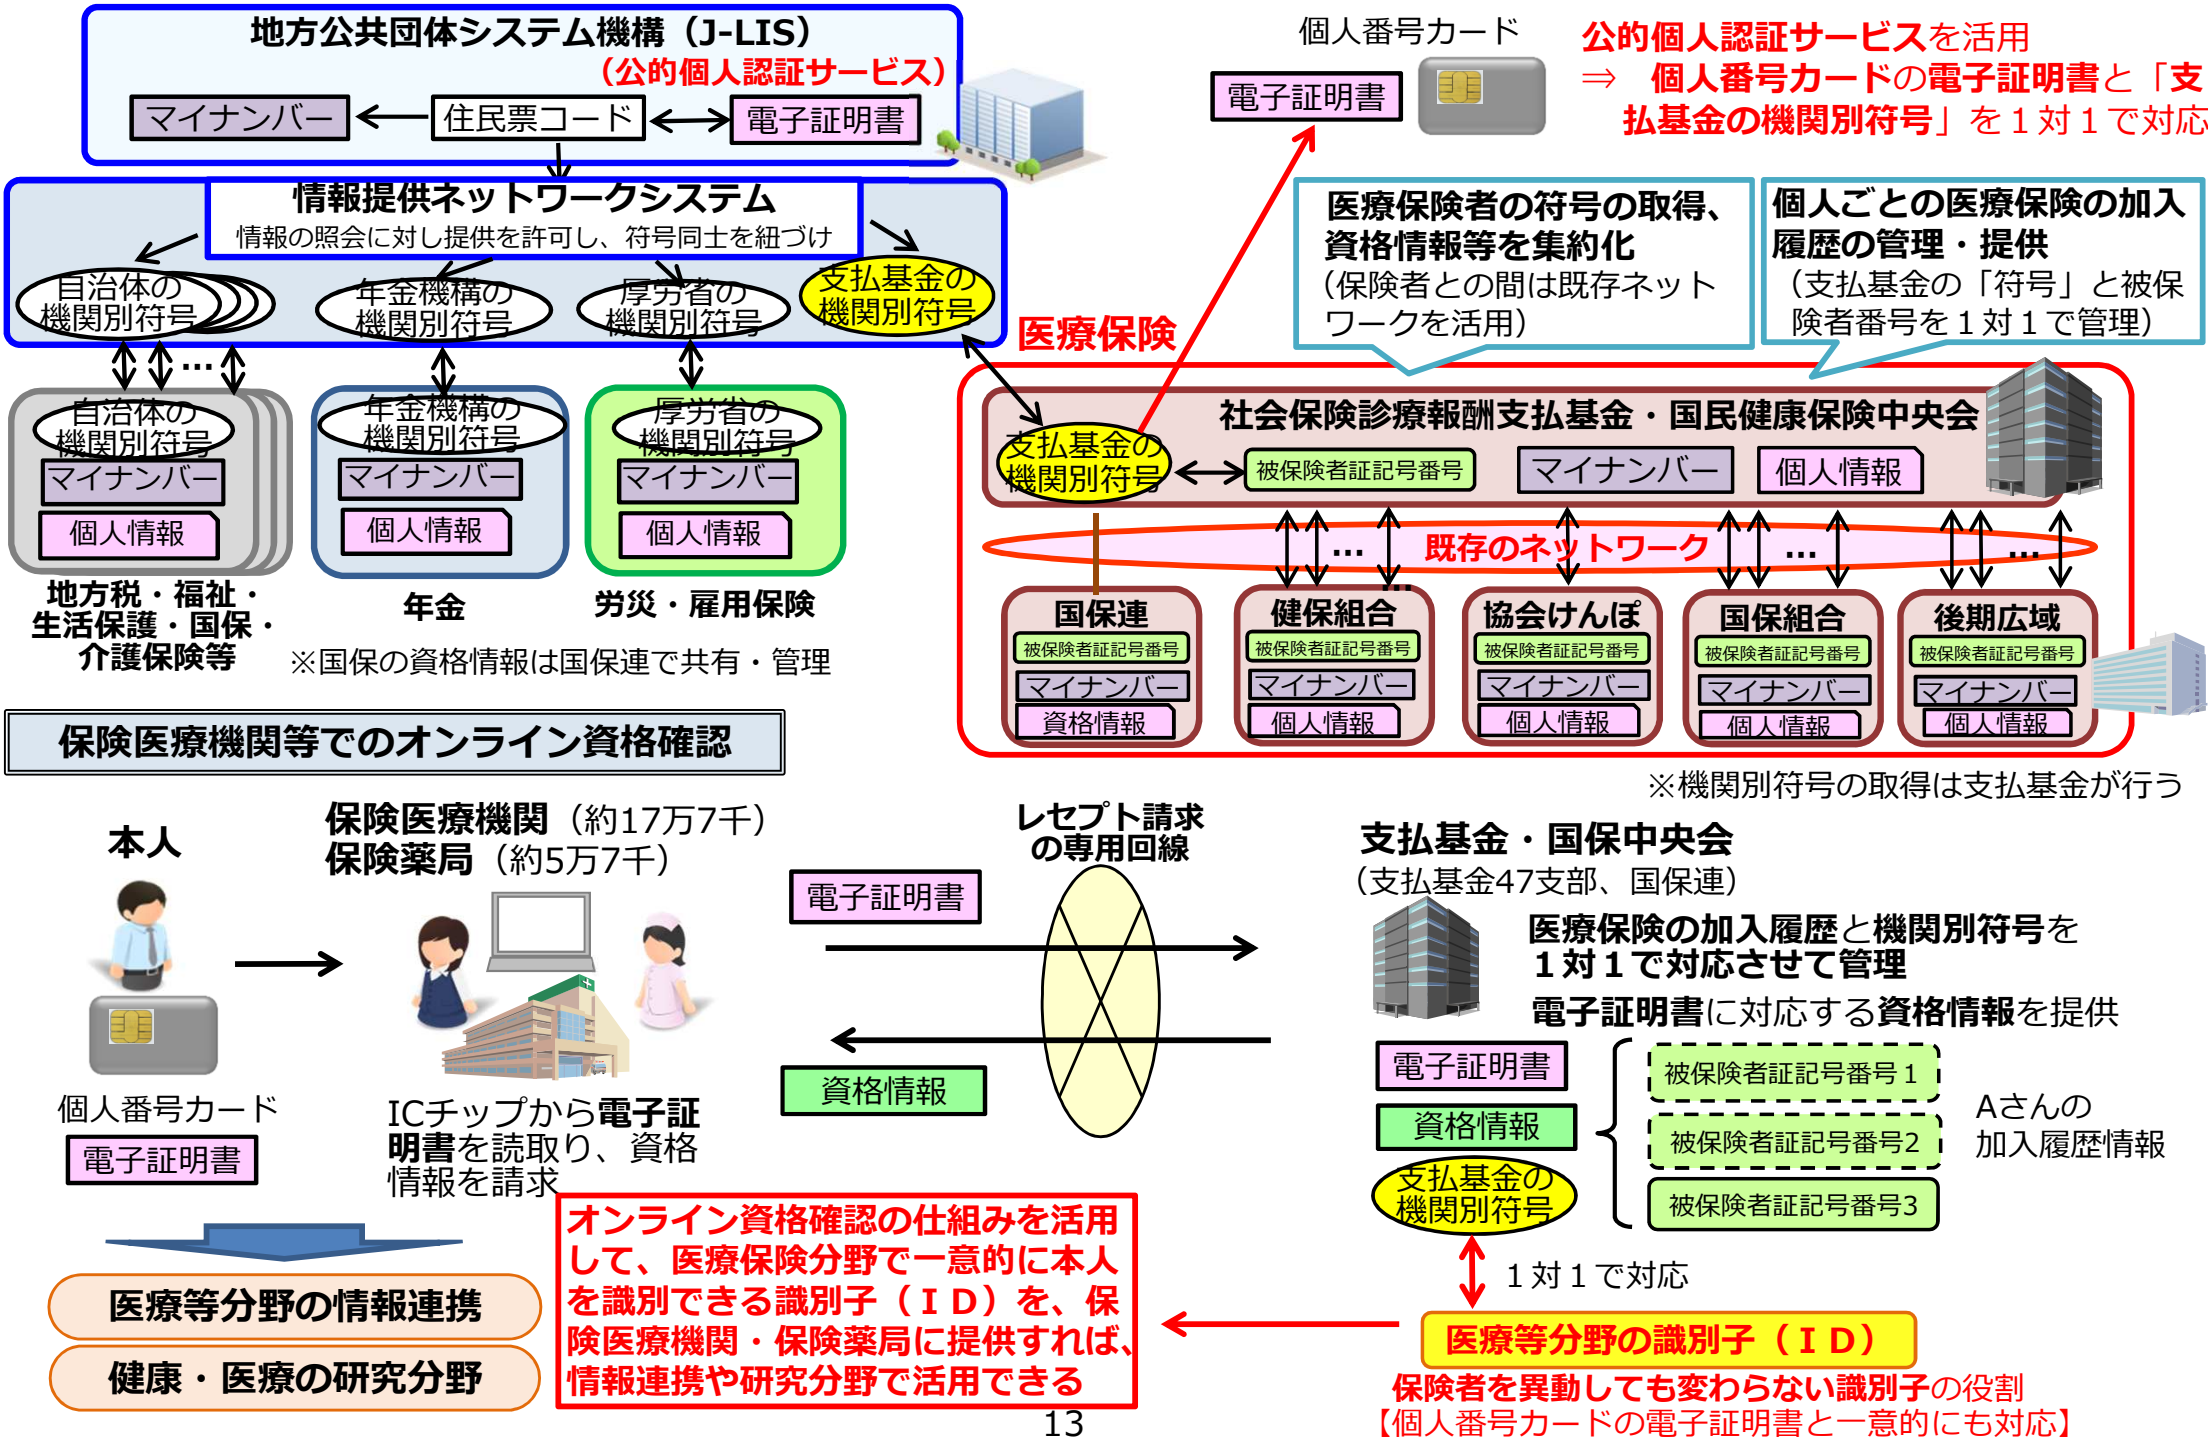 地方公共団体システム機構（J-LIS）
（公的個人認証サービス）
マイナンバー
住民票コード
電子証明書
個人番号カード
電子証明書
公的個人認証サービスを活用
⇒　個人番号カードの電子証明書と「支
払基金の機関別符号」を１対１で対応
情報提供ネットワークシステム
情報の照会に対し提供を許可し、符号同士を紐づけ
自治体の
機関別符号
年金機構の
機関別符号
厚労省の
機関別符号
支払基金の
機関別符号
医療保険者の符号の取得、
資格情報等を集約化
（保険者との間は既存ネット
ワークを活用）
個人ごとの医療保険の加入
履歴の管理・提供
（支払基金の「符号」と被保
険者番号を１対１で管理）
…
自治体の
機関別符号
マイナンバー
個人情報
地方税・福祉・
生活保護・国保・
介護保険等
年金機構の
機関別符号
マイナンバー
個人情報
年金
厚労省の
機関別符号
マイナンバー
個人情報
労災・雇用保険
※国保の資格情報は国保連で共有・管理
医療保険
社会保険診療報酬支払基金・国民健康保険中央会
支払基金の
機関別符号
被保険者証記号番号
マイナンバー
個人情報
…
既存のネットワーク
…
…
…
国保連
被保険者証記号番号
マイナンバー
資格情報
健保組合
被保険者証記号番号
マイナンバー
個人情報
協会けんぽ
被保険者証記号番号
マイナンバー
個人情報
国保組合
被保険者証記号番号
マイナンバー
個人情報
後期広域
被保険者証記号番号
マイナンバー
個人情報
※機関別符号の取得は支払基金が行う
保険医療機関等でのオンライン資格確認
本人
個人番号カード
電子証明書
保険医療機関（約17万7千）
保険薬局（約5万7千）
ICチップから電子証
明書を読取り、資格
情報を請求
電子証明書
資格情報
レセプト請求
の専用回線
支払基金・国保中央会
（支払基金47支部、国保連）
医療保険の加入履歴と機関別符号を
１対１で対応させて管理
電子証明書に対応する資格情報を提供
電子証明書
資格情報
支払基金の
機関別符号
被保険者証記号番号１
被保険者証記号番号2
被保険者証記号番号3
Aさんの
加入履歴情報
１対１で対応
医療等分野の識別子（ＩＤ）
保険者を異動しても変わらない識別子の役割
【個人番号カードの電子証明書と一意的にも対応】
オンライン資格確認の仕組みを活用
して、医療保険分野で一意的に本人
を識別できる識別子（ＩＤ）を、保
険医療機関・保険薬局に提供すれば、
情報連携や研究分野で活用できる
医療等分野の情報連携
健康・医療の研究分野
13